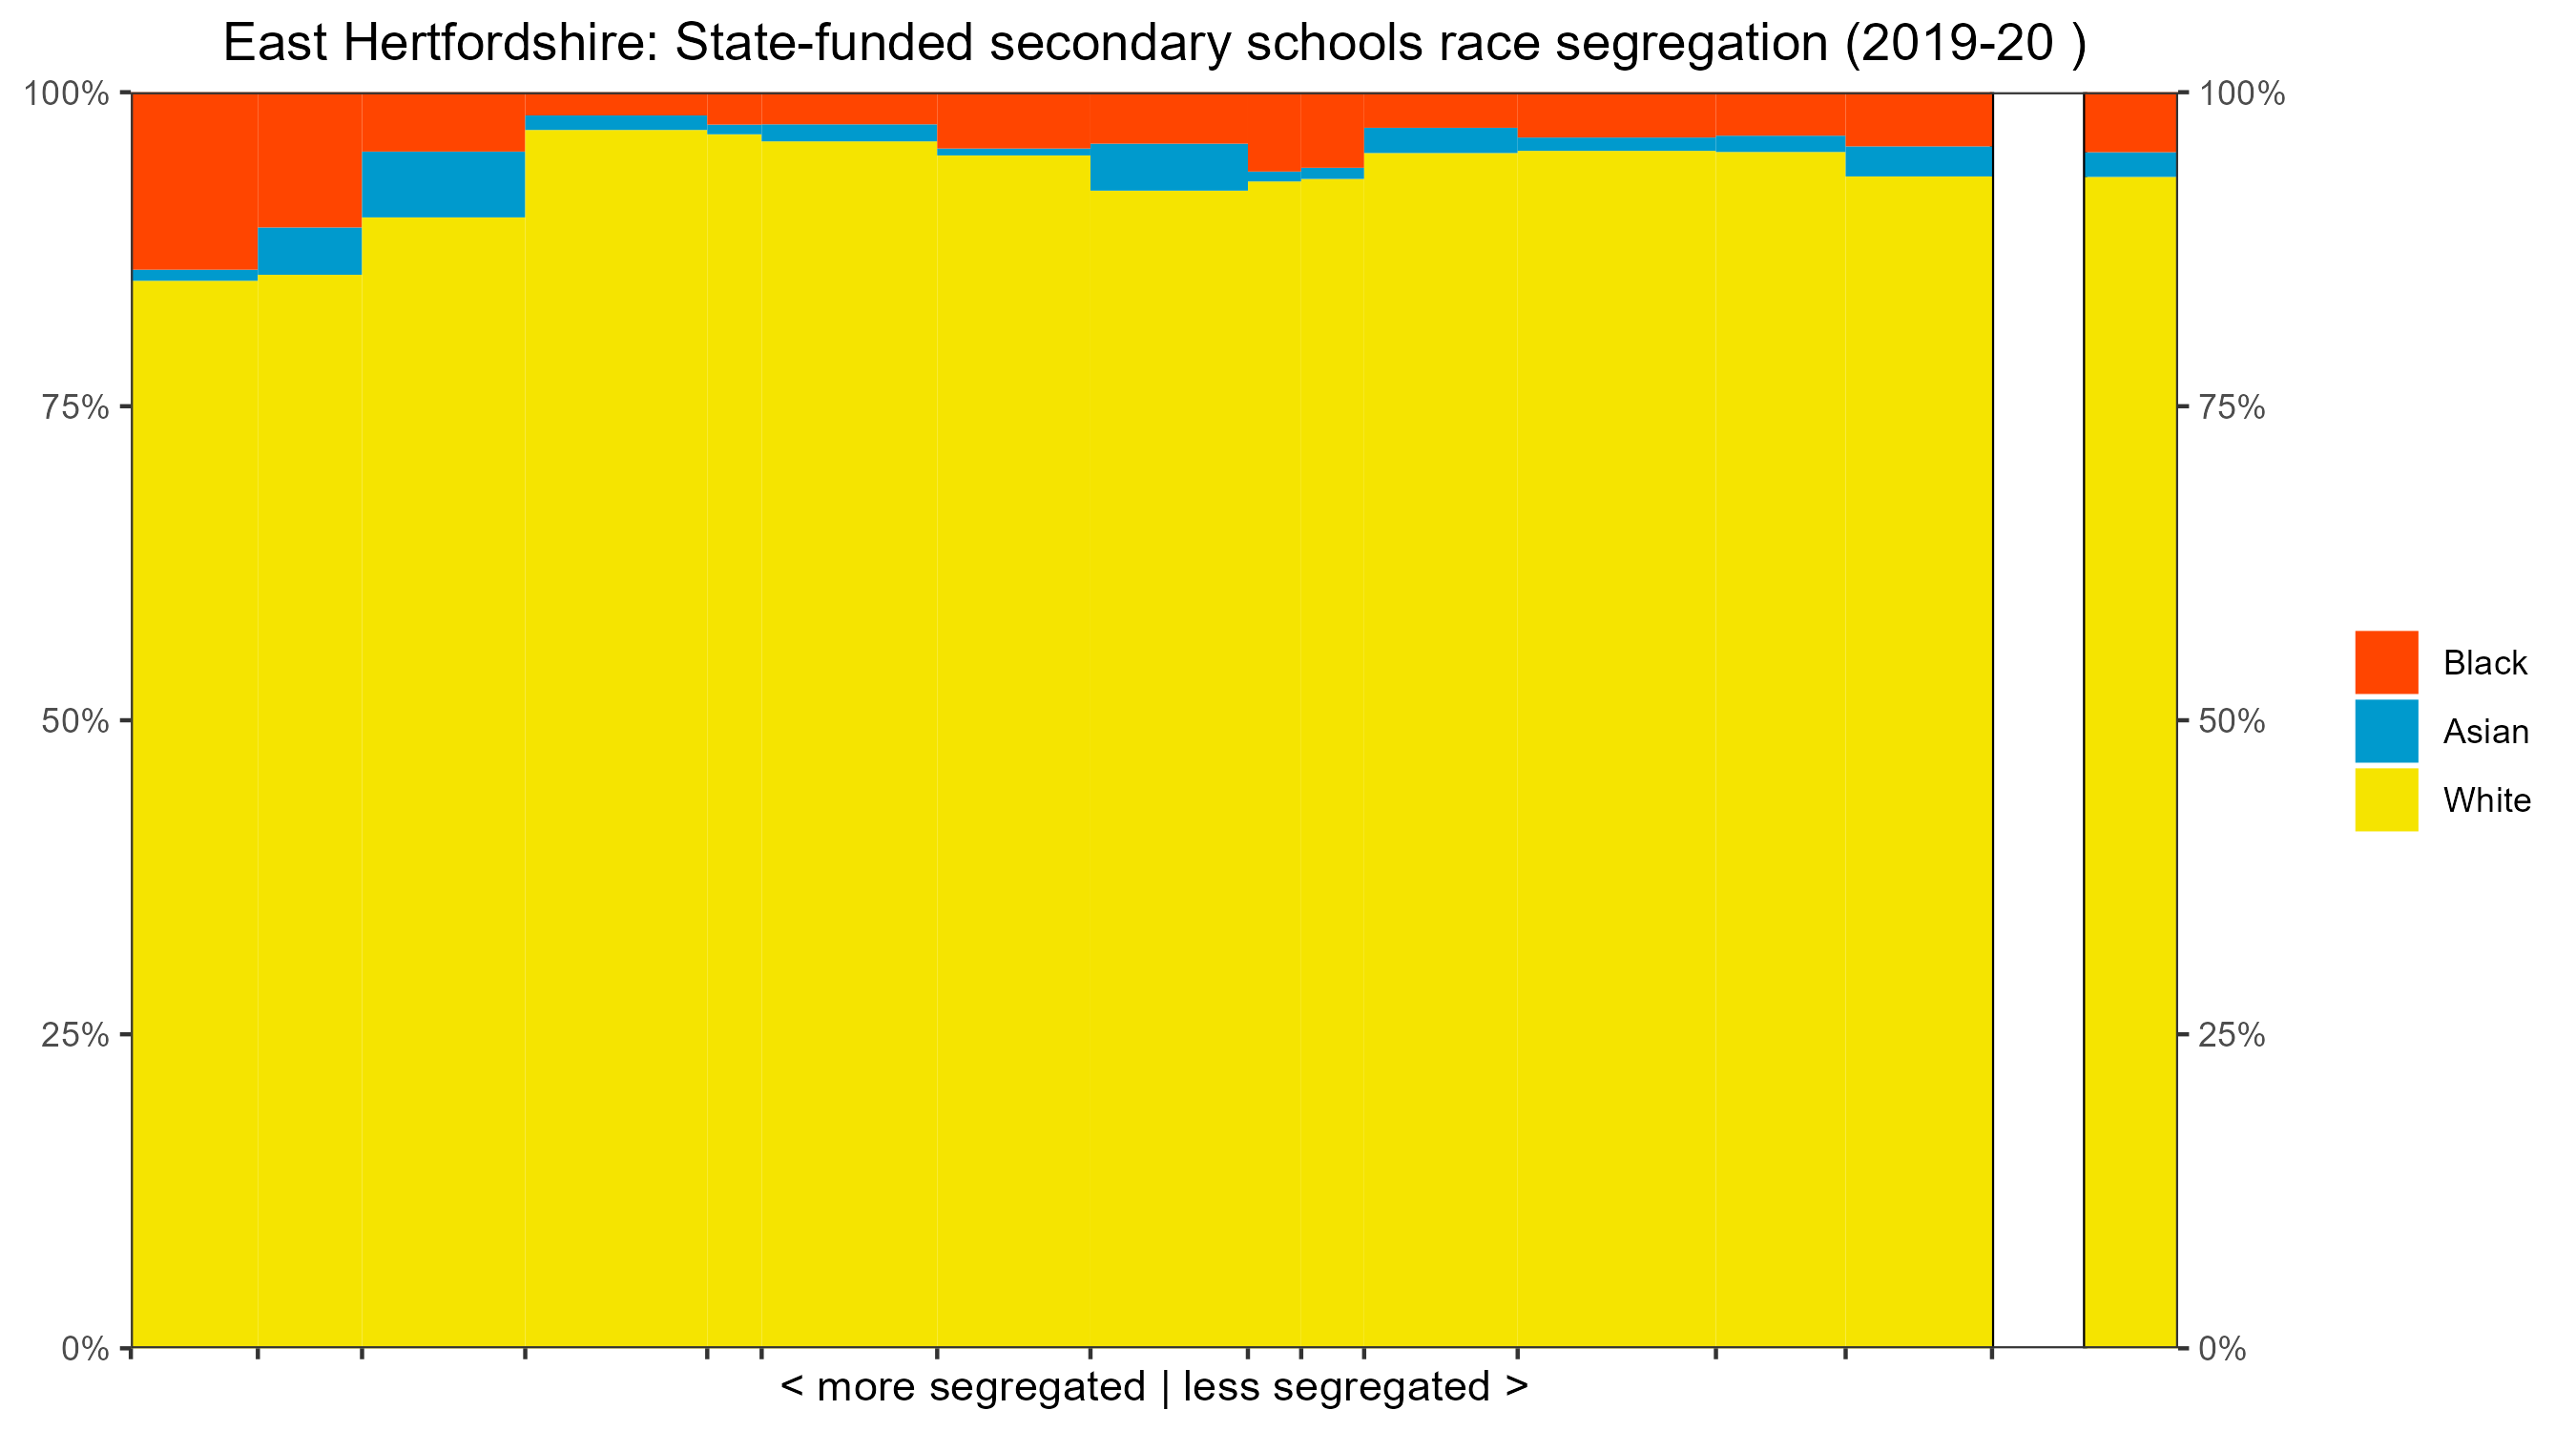 East Hertfordshire: State-funded secondary schools race segregation (2019-20 )
100%
100%
75%
75%
50%
50%
25%
25%
0%
0%
Black
Asian
White
< more segregated | less segregated >